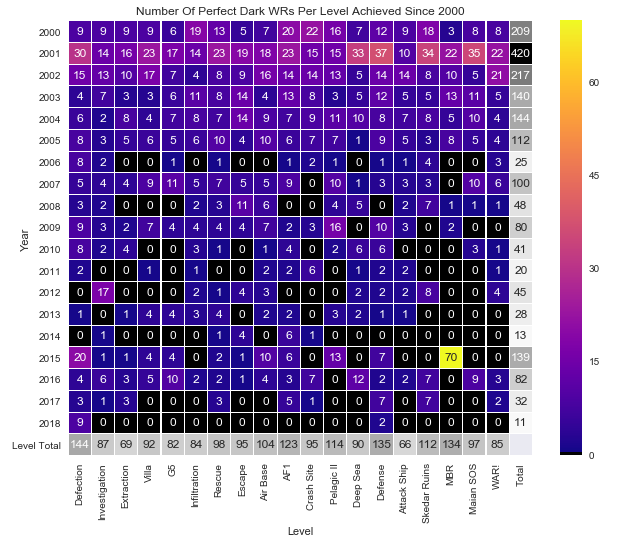 Number Of Perfect Dark WRs Per Level Achieved Since 2000
2000 9 9 9 9 6 19 13 5 7 20 22 16 7 12 9 18 4 8 8 209
2001 30 14 16 23 17 14 23 19 18 23 15 15 33 37 10 34 22 35 22 420
2002 15 13 10 17 7 4 8 9 16 14 14 13 5 14 14 8 10 5 21 217
2003 4 7 3 3 6 11 8 14 4 13 8 3 5 12 5 5 13 11 5 140
2004 6 2 8 4 7 8 7 14 9 7 9 11 10 8 7 8 5 10 4 144
2005 8 3 5 6 5 6 10 4 10 6 7 7 1 9 5 3 8 5 4 112
2006 8 2 0 0 1 0 1 0 0 1 2 1 0 1 1 4 0 0 3 25
2007 5 4 4 9 11 5 7 5 5 9 0 10 1 3 3 3 0 10 6 100
2008 3 2 0 0 0 2 3 11 6 0 0 4 5 0 2 7 1 1 1 48
2009 9 3 2 7 4 4 4 4 7 2 3 16 0 10 3 0 2 0 0 80
2010 8 2 4 0 0 3 1 0 1 4 0 2 6 6 0 0 0 3 1 41
2011 2 0 0 1 0 1 0 0 2 2 6 0 1 2 2 0 0 0 1 20
2012 0 17 0 0 0 2 1 4 3 0 0 0 2 2 2 8 0 0 4 45
2013 1 0 1 4 4 3 4 0 2 2 0 3 2 1 1 0 0 0 0 28
2014 0 1 0 0 0 0 1 4 0 6 1 0 0 0 0 0 0 0 0 13
2015 20 1 1 4 4 0 2 1 10 6 0 13 0 7 0 0 70 0 0 139
2016 4 6 3 5 10 2 2 1 4 3 7 0 12 2 2 7 0 9 3 82
2017 3 1 3 0 0 0 3 0 0 5 1 0 0 7 0 7 0 0 2 32
2018 9 0 0 0 0 0 0 0 0 0 0 0 0 2 0 0 0 0 0 11
Level Total 144 87 69 92 82 84 98 95 104 123 95 114 90 135 66 112 134 97 85
Defection Investigation Extraction Villa G5 Infiltration Rescue Escape Air Base AF1 Crash Site Pelagic II Deep Sea Defense Attack Ship Skedar Ruins MBR Maian SOS WAR! Total
Level
Year
60
45
30
15
0